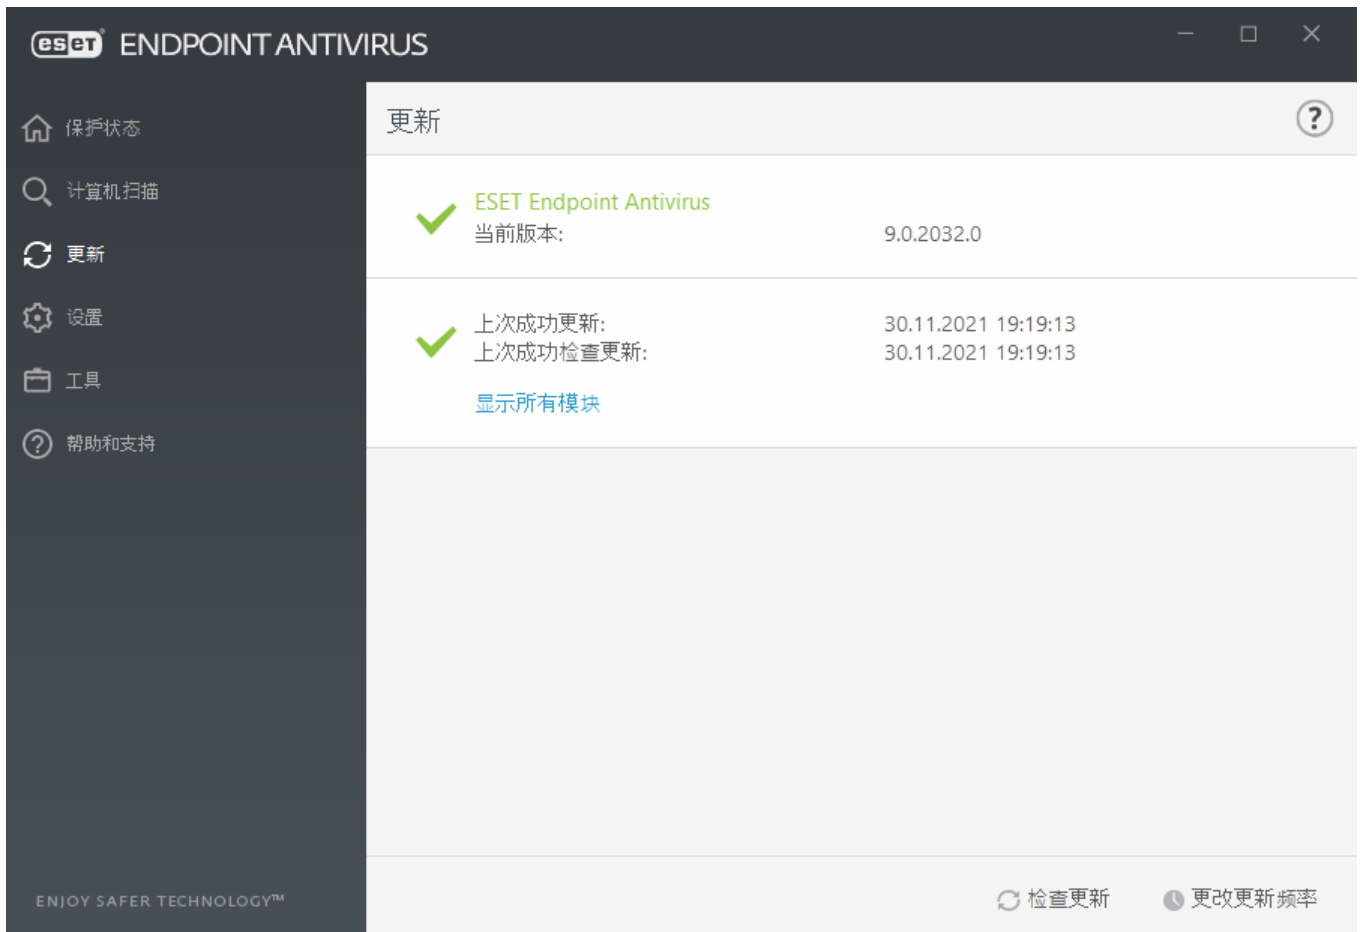 eset ENDPOINT ANTIVIRUS
保护状态
计算机扫描
更新
设置
工具
帮助和支持
ENJOY SAFER TECHNOLOGY™
更新
?
ESET Endpoint Antivirus
当前版本: 9.0.2032.0
上次成功更新: 30.11.2021 19:19:13
上次成功检查更新: 30.11.2021 19:19:13
显示所有模块
检查更新 更改更新频率